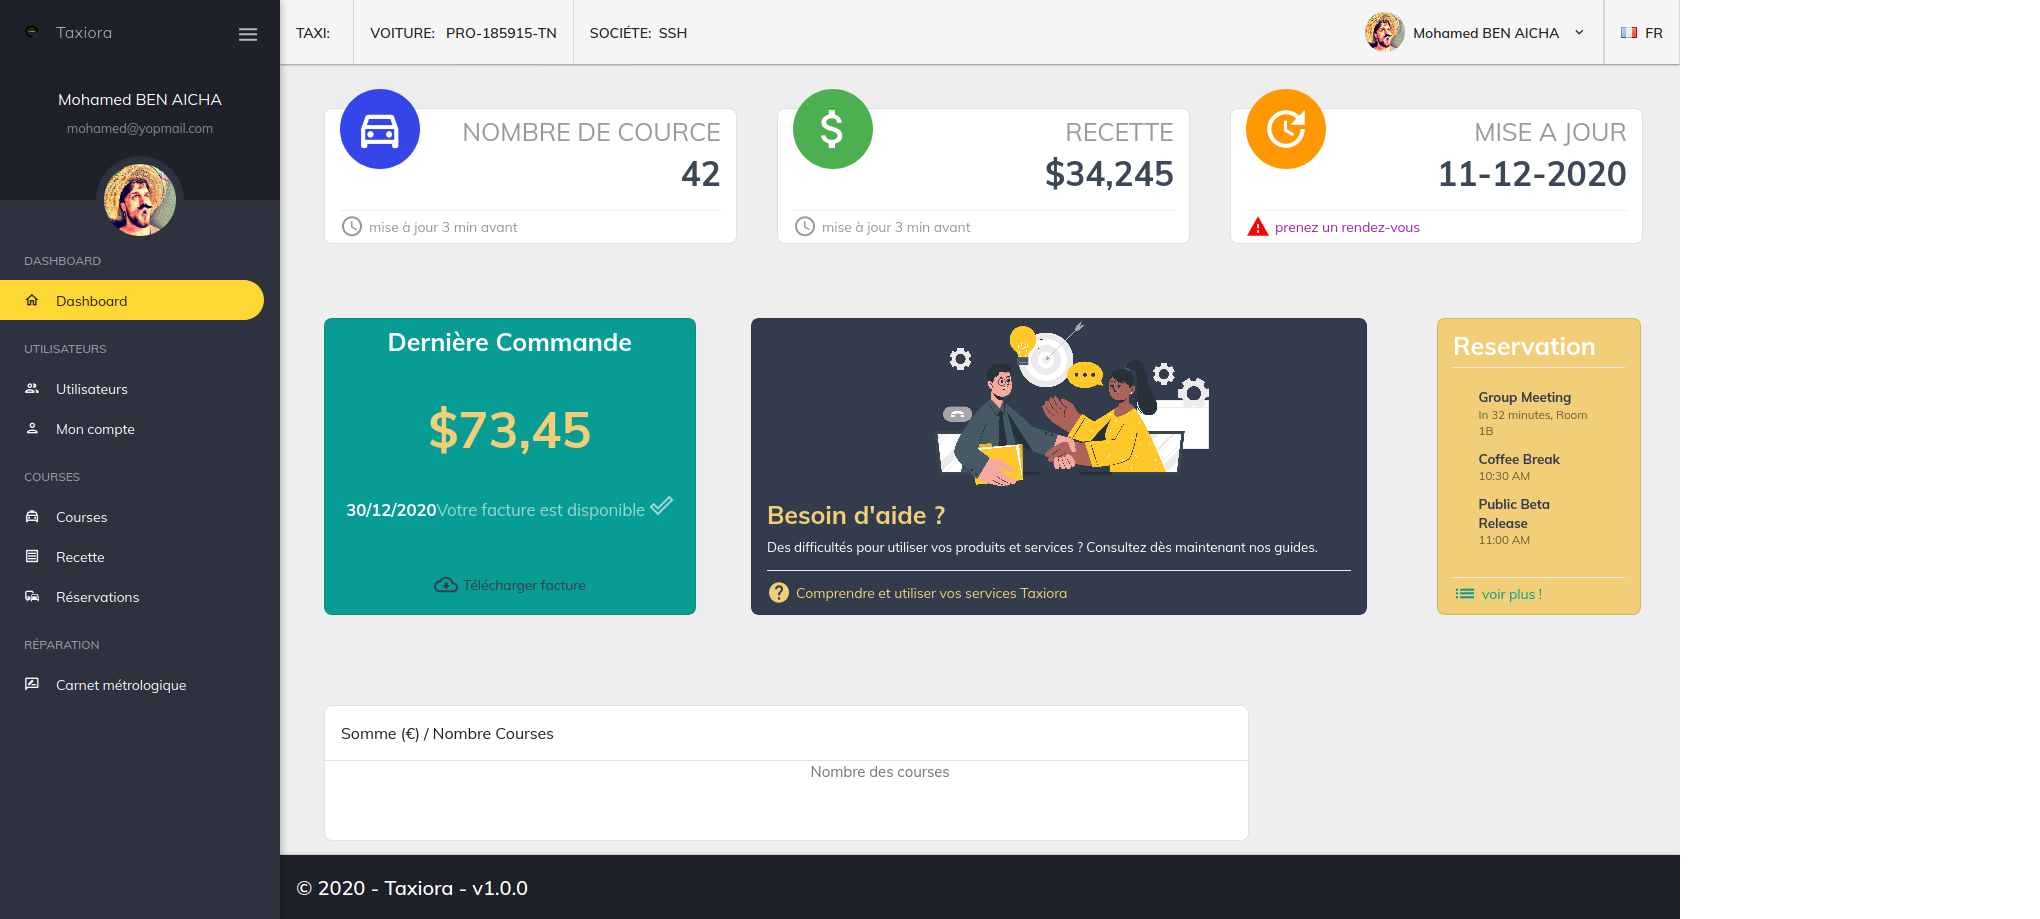 Taxiora
TAXI:
VOITURE: PRO-185915-TN
SOCIÉTE: SSH
Mohamed BEN AICHA
FR
Mohamed BEN AICHA
mohamed@yopmail.com
DASHBOARD
Dashboard
UTILISATEURS
Utilisateurs
Mon compte
COURSES
Courses
Recette
Réservations
RÉPARATION
Carnet métrologique
NOMBRE DE COURCE
42
mise à jour 3 min avant
RECETTE
$34,245
mise à jour 3 min avant
MISE A JOUR
11-12-2020
prenez un rendez-vous
Dernière Commande
$73,45
30/12/2020Votre facture est disponible
Télécharger facture
Besoin d'aide ?
Des difficultés pour utiliser vos produits et services ? Consultez dès maintenant nos guides.
Comprendre et utiliser vos services Taxiora
Reservation
Group Meeting
In 32 minutes, Room
1B
Coffee Break
10:30 AM
Public Beta
Release
11:00 AM
voir plus !
Somme (€) / Nombre Courses
Nombre des courses
© 2020 - Taxiora - v1.0.0